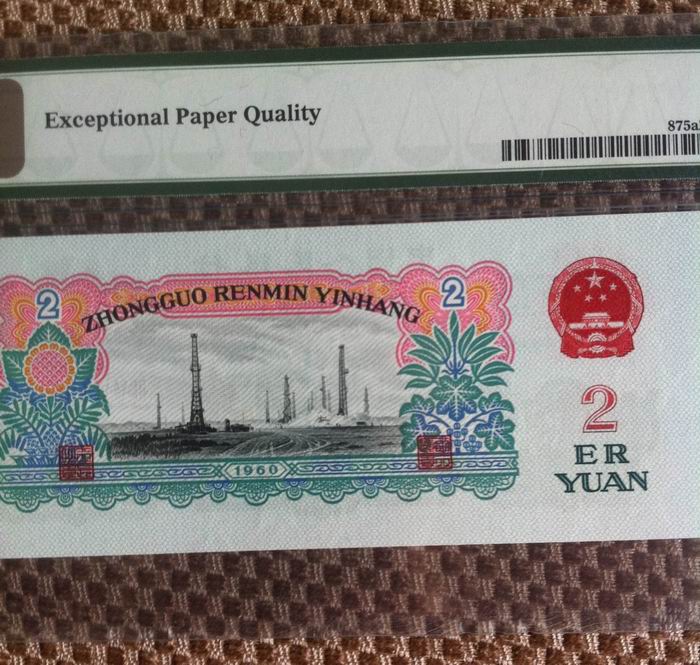 Exceptional Paper Quality
875a
2
ZHONGGUO RENMIN YINHANG
2
1960
2
ER
YUAN